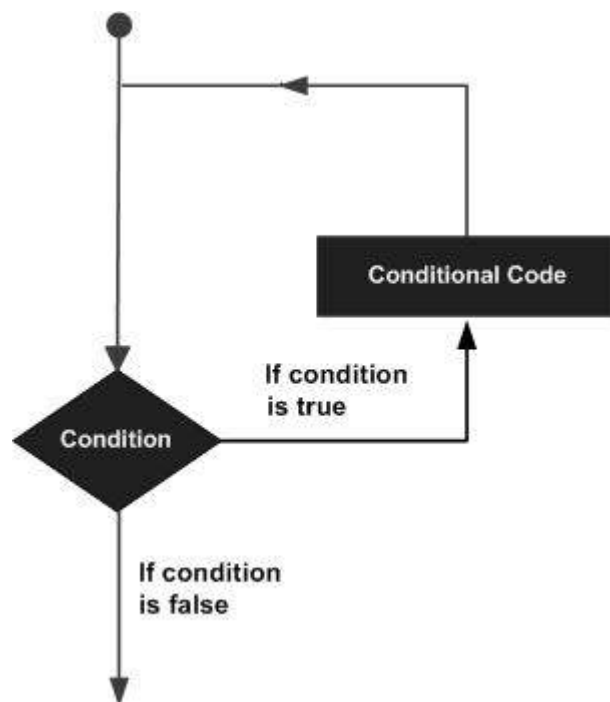 Conditional Code
If condition
is true
Condition
If condition
is false